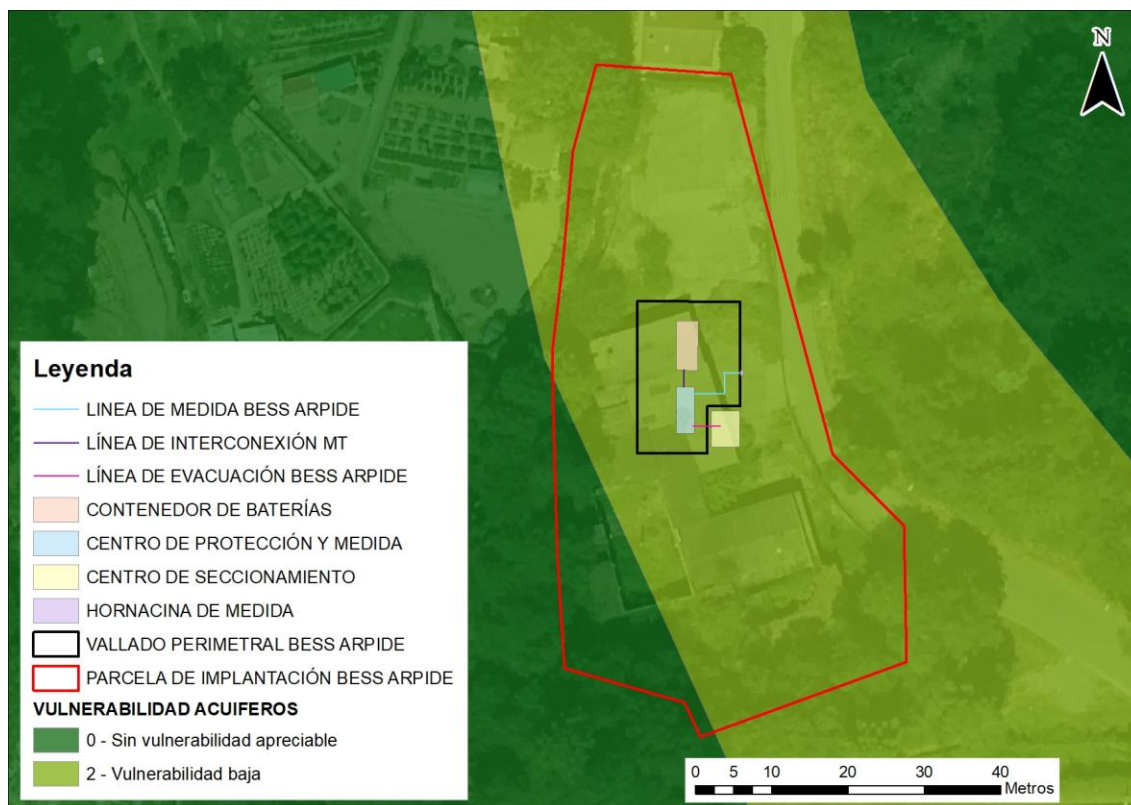 N
Leyenda
LINEA DE MEDIDA BESS ARPIDE
LÍNEA DE INTERCONEXIÓN MT
LÍNEA DE EVACUACIÓN BESS ARPIDE
CONTENEDOR DE BATERÍAS
CENTRO DE PROTECCIÓN Y MEDIDA
CENTRO DE SECCIONAMIENTO
HORNACINA DE MEDIDA
VALLADO PERIMETRAL BESS ARPIDE
PARCELA DE IMPLANTACIÓN BESS ARPIDE
VULNERABILIDAD ACUIFEROS
0 - Sin vulnerabilidad apreciable
2 - Vulnerabilidad baja
0 5 10 20 30 40
Metros